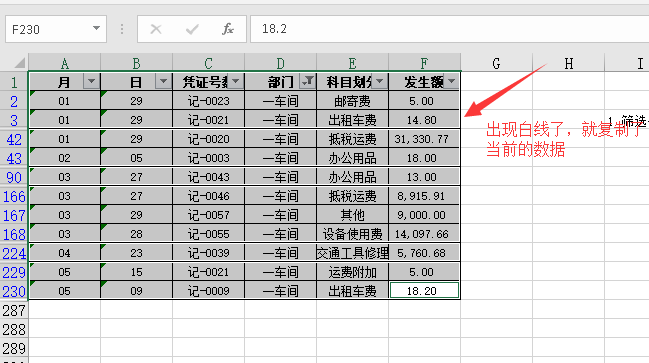 F230 fx 18.2
A B C D E F G H I
1 月 日 凭证号数 部门 科目划分 发生额
2 01 29 记-0023 一车间 邮寄费 5.00
3 01 29 记-0021 一车间 出租车费 14.80
42 01 29 记-0020 一车间 抵税运费 31,330.77
43 02 05 记-0003 一车间 办公用品 18.00
90 03 27 记-0043 一车间 办公用品 13.00
166 03 27 记-0046 一车间 抵税运费 8,915.91
167 03 29 记-0057 一车间 其他 9,000.00
168 03 28 记-0055 一车间 设备使用费 14,097.66
224 04 23 记-0039 一车间 交通工具修理 5,760.68
229 05 15 记-0021 一车间 运费附加 5.00
230 05 09 记-0009 一车间 出租车费 18.20
287
288
289
1 筛选
出现白线了，就复制了
当前的数据